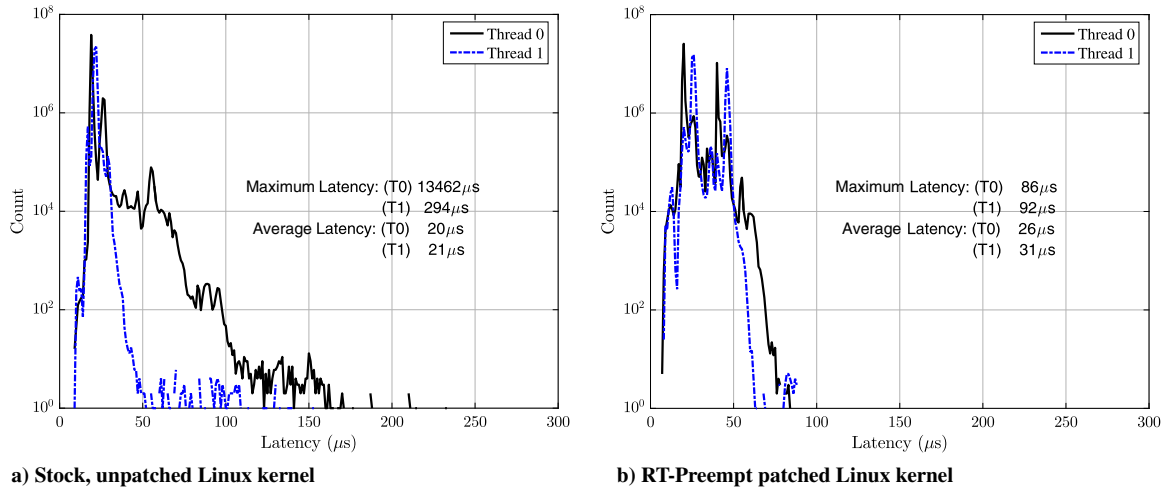 10^8
10^6
10^4
10^2
10^0
Count
0
50
100
150
200
250
300
Latency (μs)
Thread 0
Thread 1
Maximum Latency: (T0) 13462μs
(T1) 294μs
Average Latency: (T0) 20μs
(T1) 21μs
a) Stock, unpatched Linux kernel
10^8
10^6
10^4
10^2
10^0
Count
0
50
100
150
200
250
300
Latency (μs)
Thread 0
Thread 1
Maximum Latency: (T0) 86μs
(T1) 92μs
Average Latency: (T0) 26μs
(T1) 31μs
b) RT-Preempt patched Linux kernel